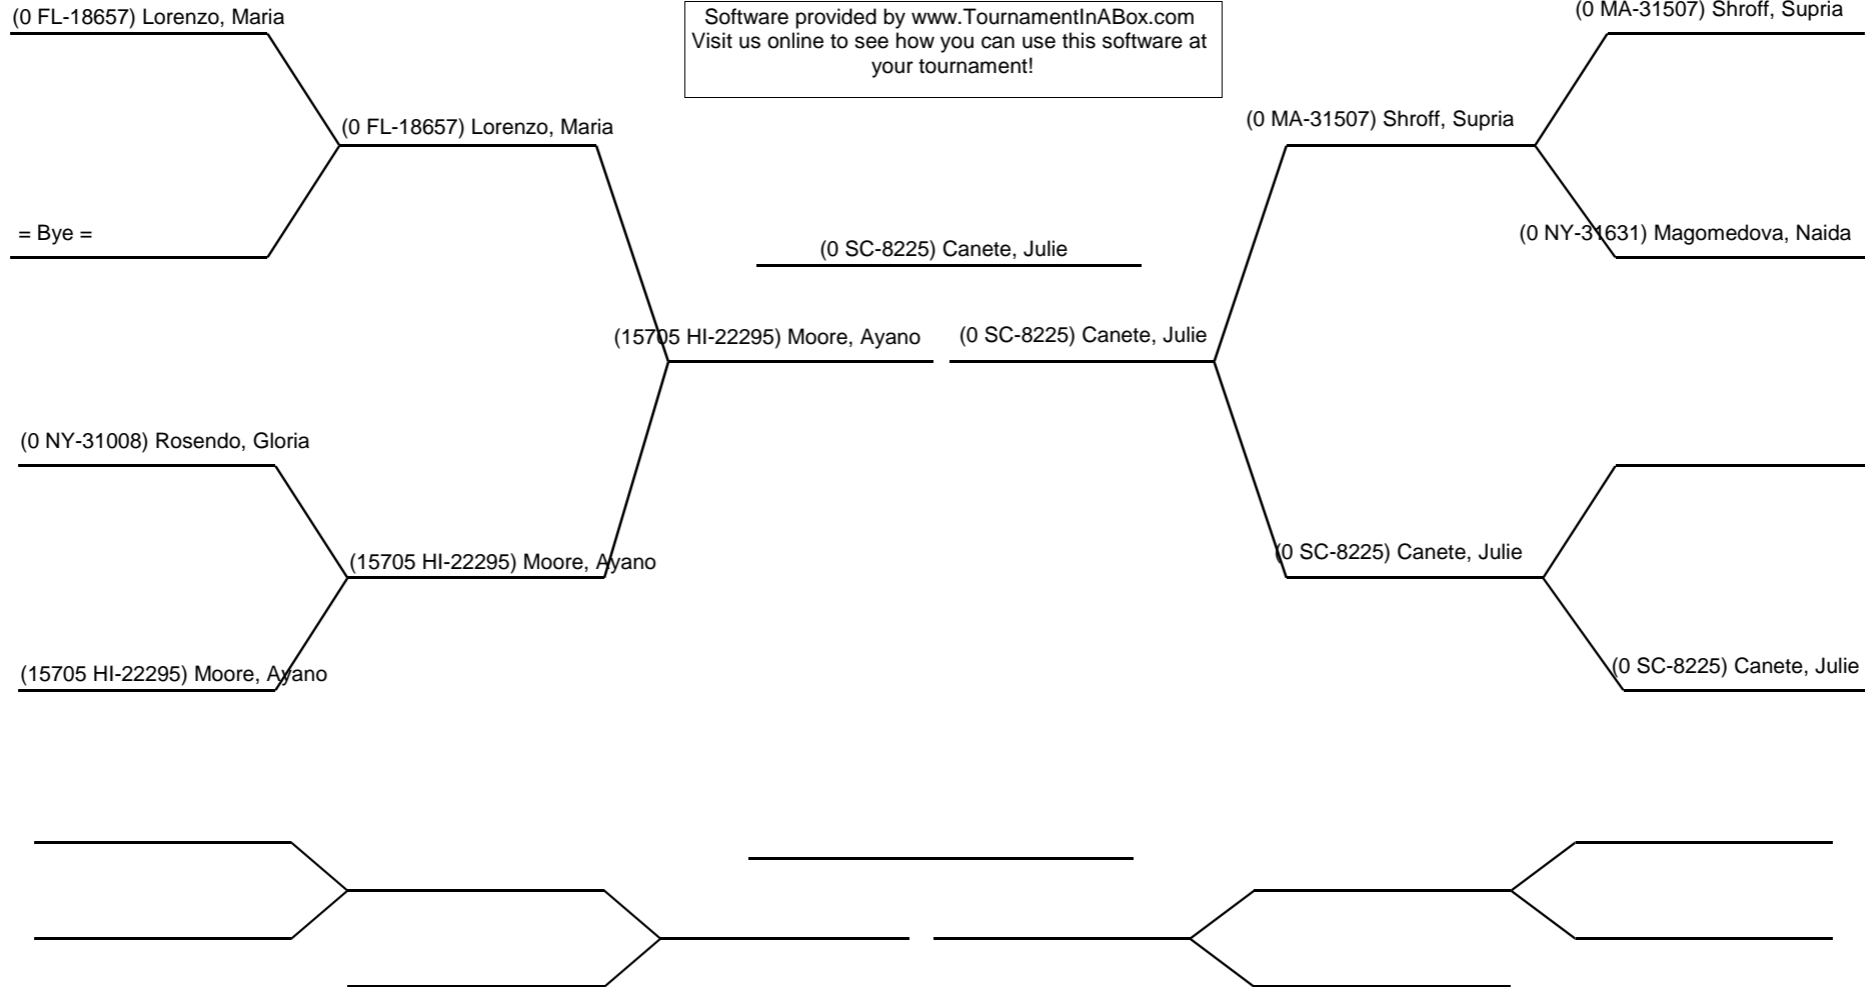 (0 FL-18657) Lorenzo, Maria
Software provided by www.TournamentInABox.com
Visit us online to see how you can use this software at
your tournament!
(0 MA-31507) Shroff, Supria
(0 FL-18657) Lorenzo, Maria
(0 MA-31507) Shroff, Supria
= Bye =
(0 SC-8225) Canete, Julie
(0 NY-31631) Magomedova, Naida
(15705 HI-22295) Moore, Ayano
(0 SC-8225) Canete, Julie
(0 NY-31008) Rosendo, Gloria
(15705 HI-22295) Moore, Ayano
(0 SC-8225) Canete, Julie
(15705 HI-22295) Moore, Ayano
(0 SC-8225) Canete, Julie